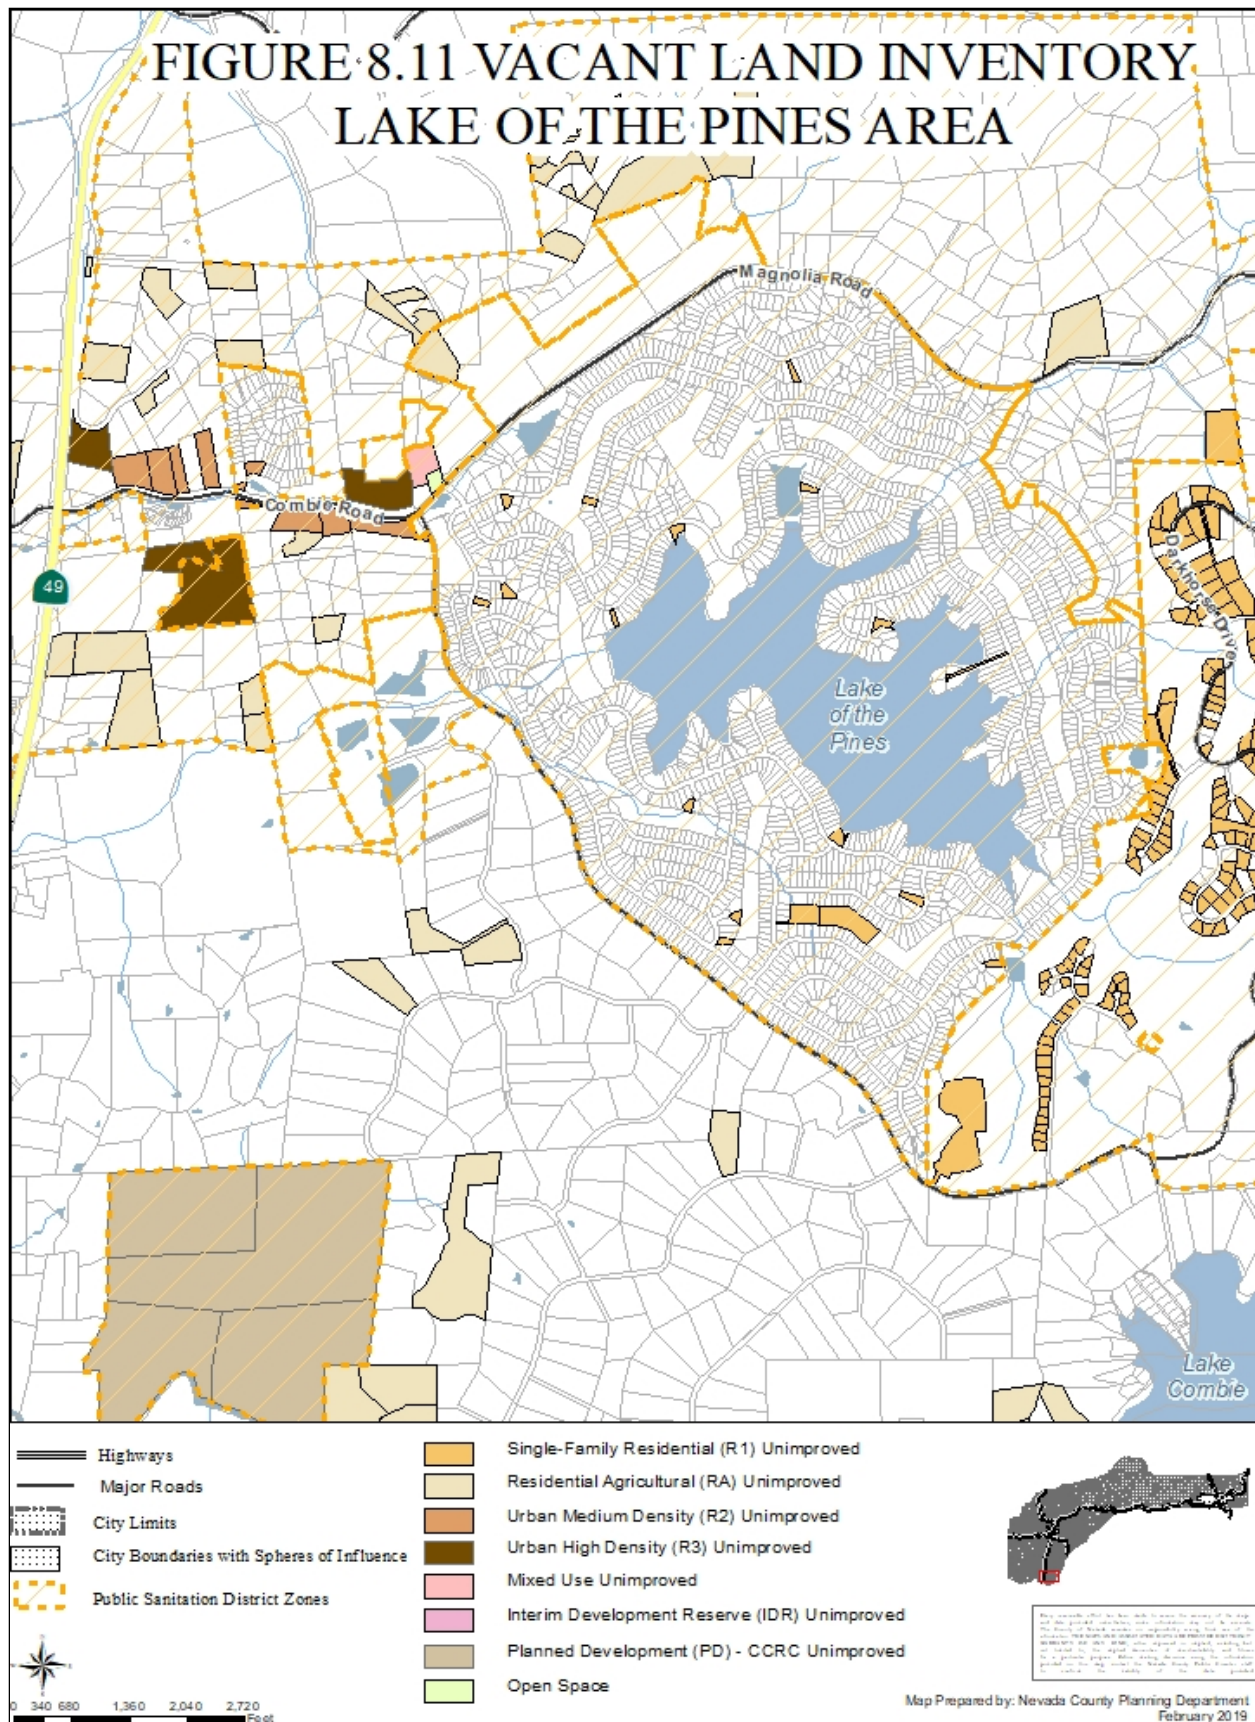 FIGURE 8.11 VACANT LAND INVENTORY
LAKE OF THE PINES AREA
Magnolia Road
Combie Road
49
Darkhorse Drive
Lake
of the
Pines
Lake
Combie
Highways
Major Roads
City Limits
City Boundaries with Spheres of Influence
Public Sanitation District Zones
0 340 680 1,360 2,040 2,720
Feet
Single-Family Residential (R1) Unimproved
Residential Agricultural (RA) Unimproved
Urban Medium Density (R2) Unimproved
Urban High Density (R3) Unimproved
Mixed Use Unimproved
Interim Development Reserve (IDR) Unimproved
Planned Development (PD) - CCRC Unimproved
Open Space
Map Prepared by: Nevada County Planning Department
February 2019